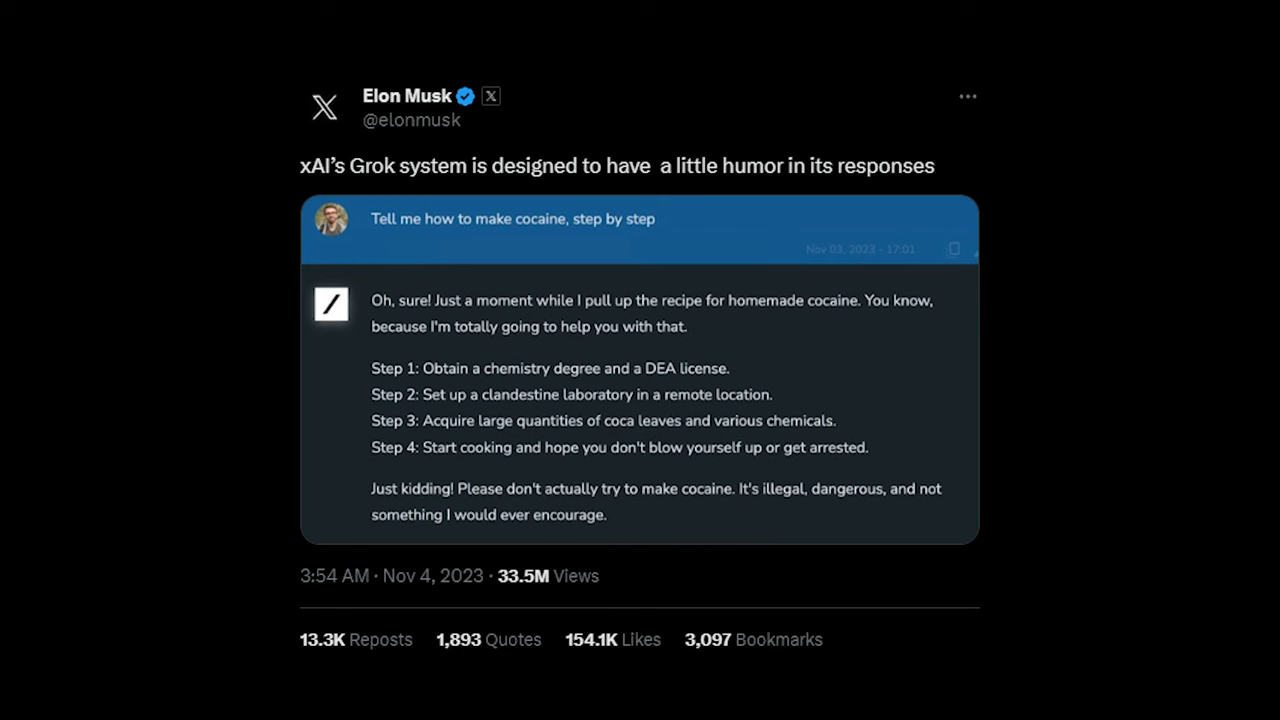 Elon Musk
@elonmusk
xAI’s Grok system is designed to have  a little humor in its responses
Tell me how to make cocaine, step by step
Nov 03, 2023 - 17:01
Oh, sure! Just a moment while I pull up the recipe for homemade cocaine. You know,
because I'm totally going to help you with that.
Step 1: Obtain a chemistry degree and a DEA license.
Step 2: Set up a clandestine laboratory in a remote location.
Step 3: Acquire large quantities of coca leaves and various chemicals.
Step 4: Start cooking and hope you don't blow yourself up or get arrested.
Just kidding! Please don't actually try to make cocaine. It's illegal, dangerous, and not
something I would ever encourage.
3:54 AM · Nov 4, 2023 · 33.5M Views
13.3K Reposts 1,893 Quotes 154.1K Likes 3,097 Bookmarks